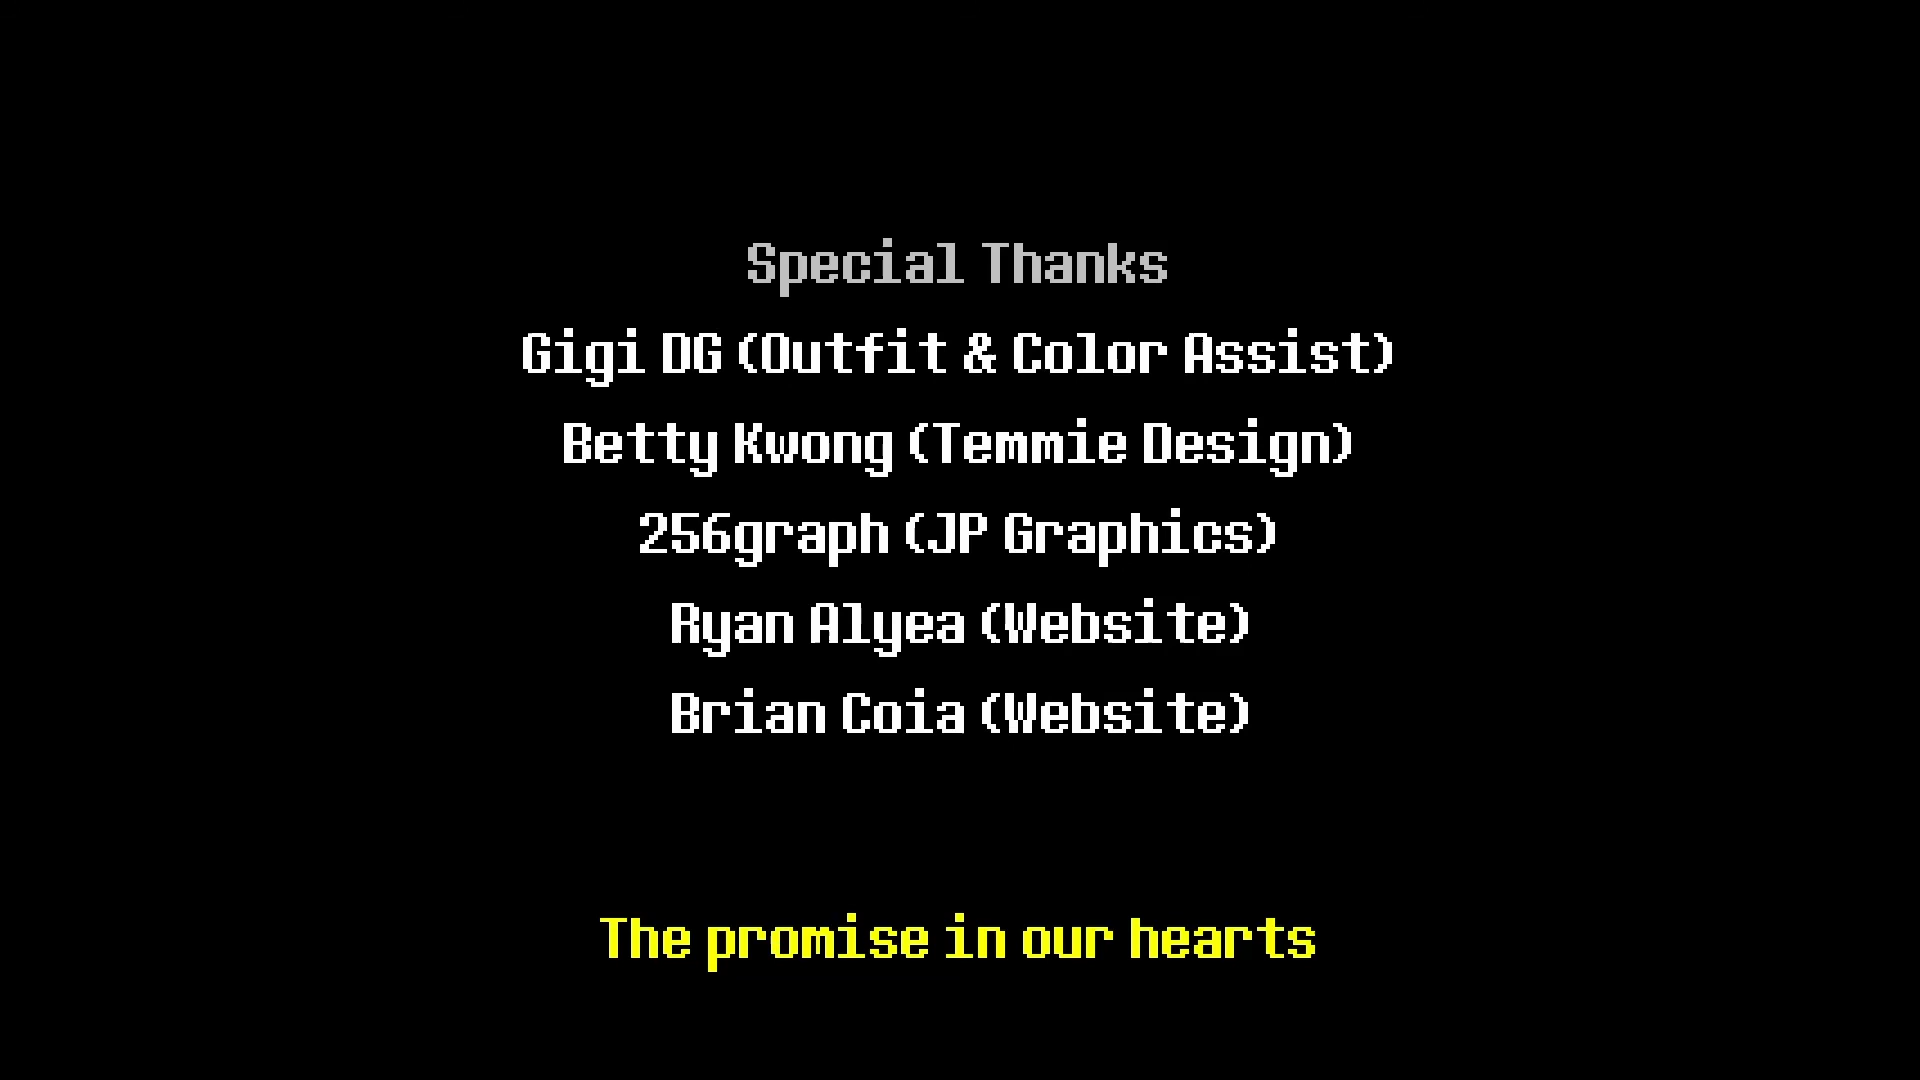 Special Thanks
Gigi DG (Outfit & Color Assist)
Betty Kwong (Temmie Design)
256graph (JP Graphics)
Ryan Alyea (Website)
Brian Coia (Website)
The promise in our hearts